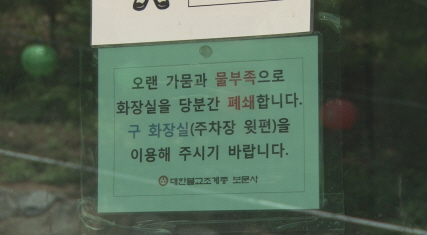 오랜 가뭄과 물부족으로
화장실을 당분간 폐쇄합니다.
구 화장실(주차장 윗편)을
이용해 주시기 바랍니다.
대한불교조계종 보문사